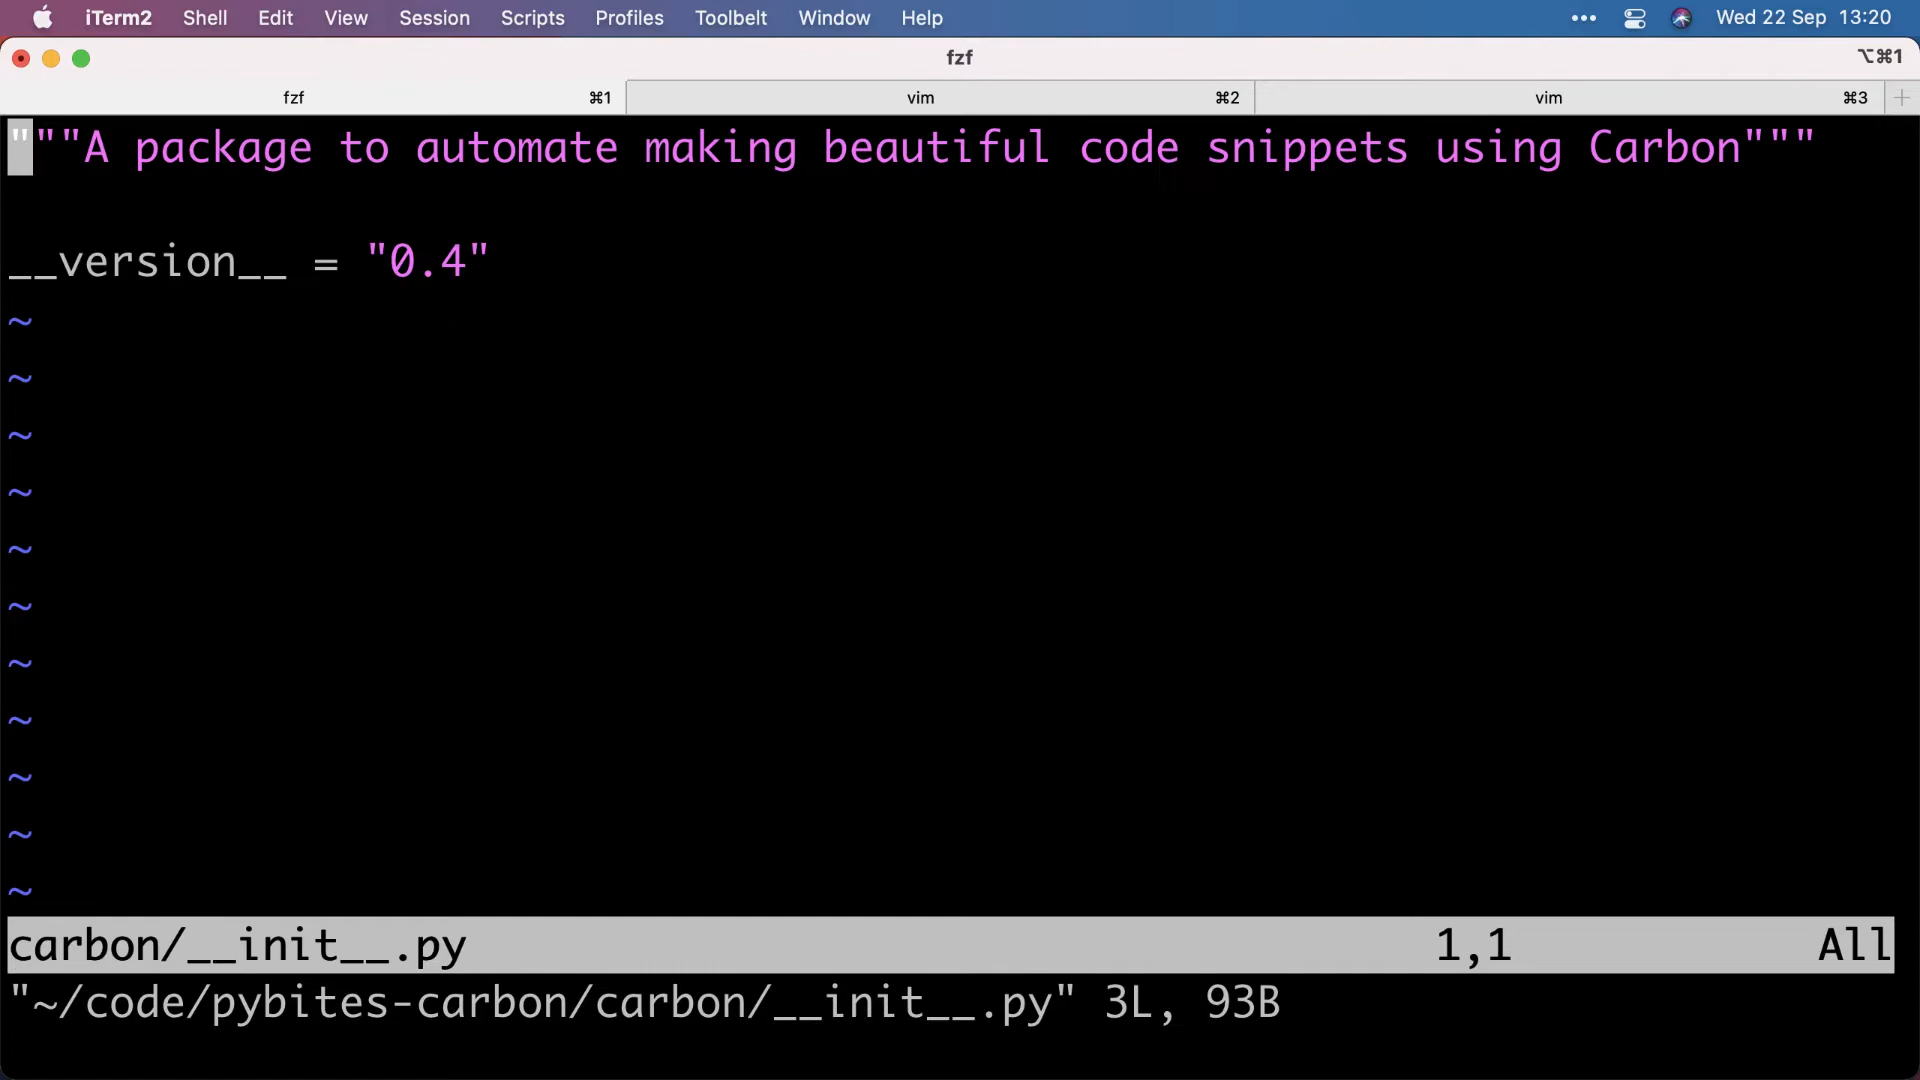 iTerm2 Shell Edit View Session Scripts Profiles Toolbelt Window Help Wed 22 Sep 13:20
fzf ⌥⌘1
fzf ⌘1 vim ⌘2 vim ⌘3
"""A package to automate making beautiful code snippets using Carbon"""
__version__ = "0.4"
~
~
~
~
~
~
~
~
~
~
~
carbon/__init__.py 1,1 All
"~/code/pybites-carbon/carbon/__init__.py" 3L, 93B